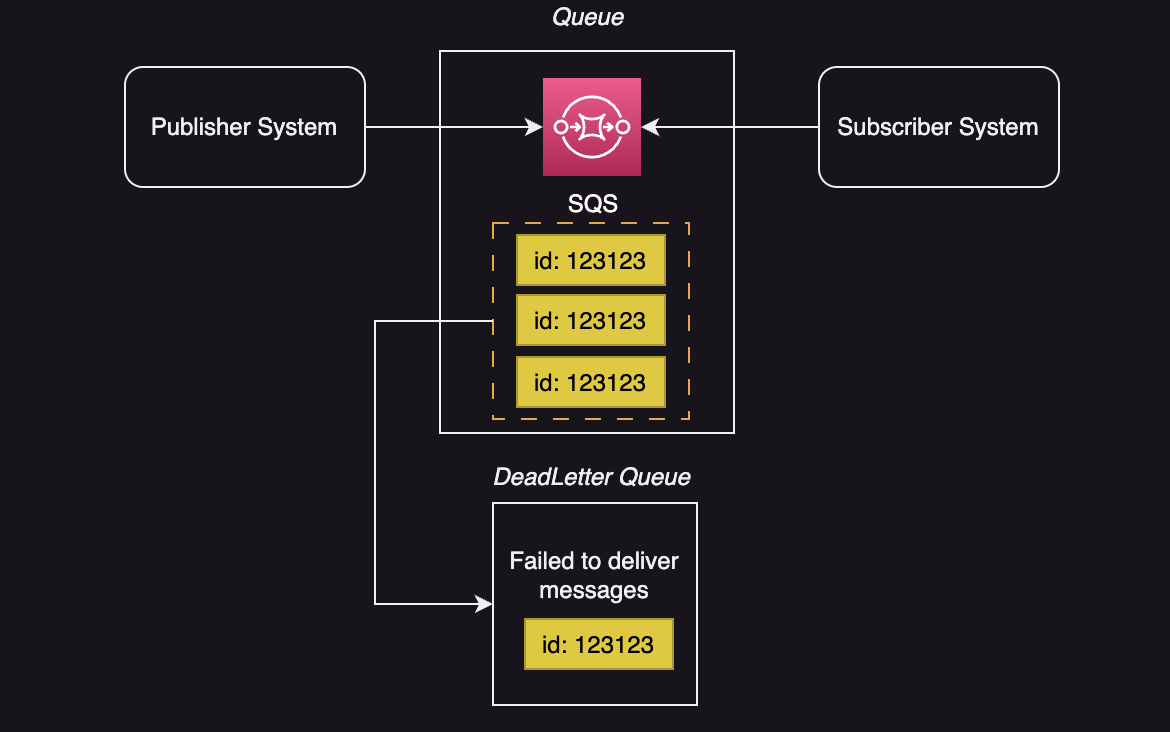 Queue
Publisher System
Subscriber System
SQS
id: 123123
id: 123123
id: 123123
DeadLetter Queue
Failed to deliver
messages
id: 123123